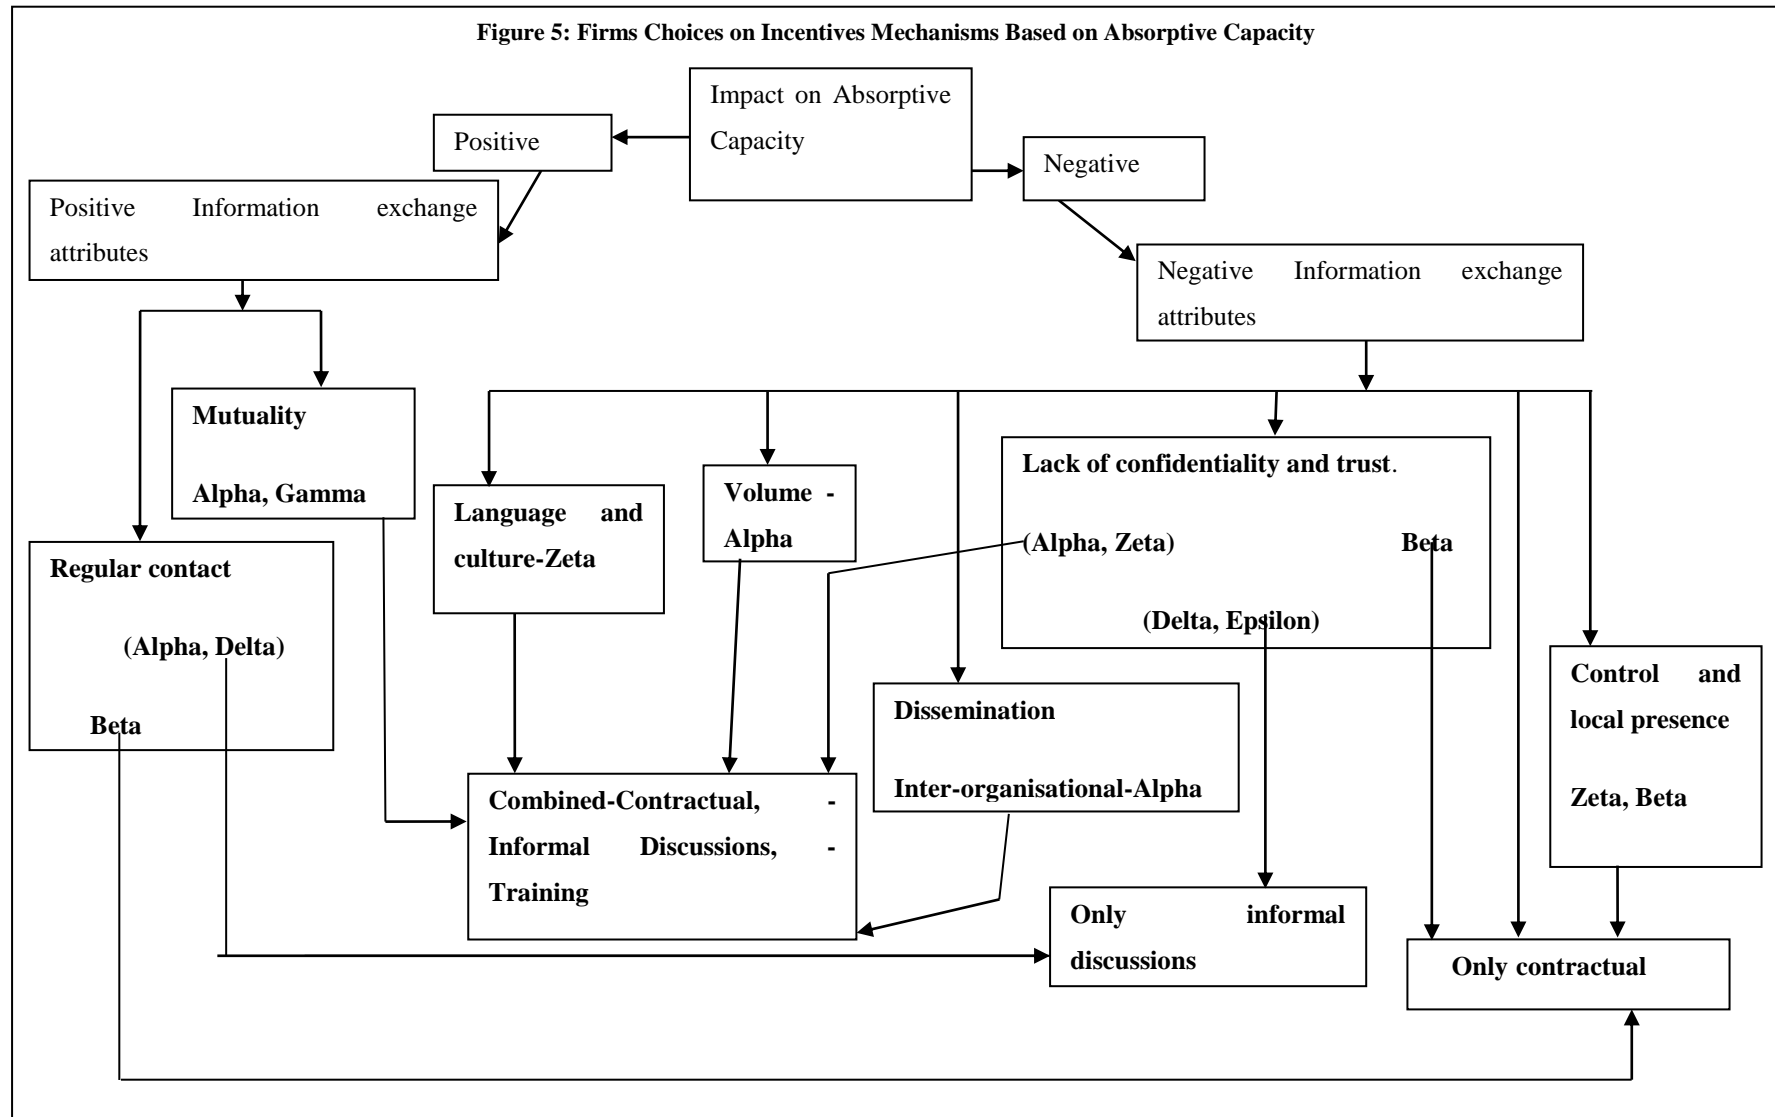 Figure 5: Firms Choices on Incentives Mechanisms Based on Absorptive Capacity
Impact on Absorptive
Capacity
Positive
Negative
Positive Information exchange
attributes
Negative Information exchange
attributes
Mutuality
Alpha, Gamma
Regular contact
(Alpha, Delta)
Beta
Language and
culture-Zeta
Volume -
Alpha
Lack of confidentiality and trust.
(Alpha, Zeta) Beta
(Delta, Epsilon)
Dissemination
Inter-organisational-Alpha
Control and
local presence
Zeta, Beta
Combined-Contractual, -
Informal Discussions, -
Training
Only informal
discussions
Only contractual